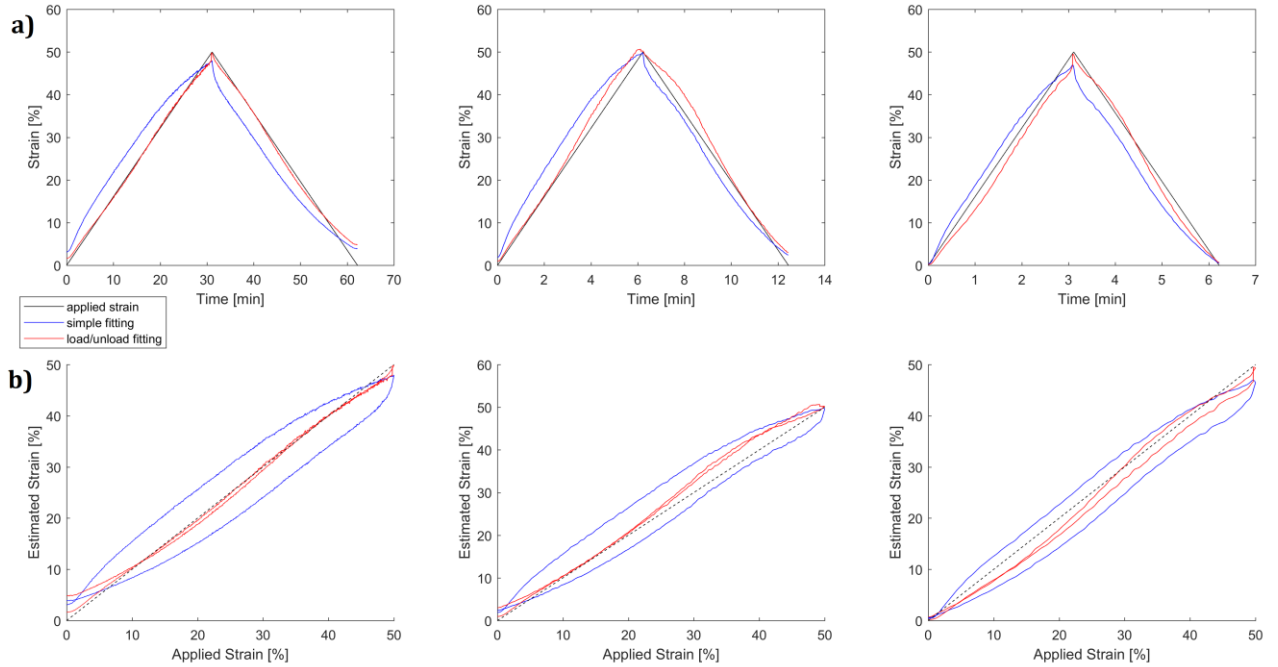 a)
60
50
40
30
20
10
0
Strain [%]
0 10 20 30 40 50 60 70
Time [min]
60
50
40
30
20
10
0
Strain [%]
0 2 4 6 8 10 12 14
Time [min]
60
50
40
30
20
10
0
Strain [%]
0 1 2 3 4 5 6 7
Time [min]
applied strain
simple fitting
load/unload fitting
b)
50
40
30
20
10
0
Estimated Strain [%]
0 10 20 30 40 50
Applied Strain [%]
60
50
40
30
20
10
0
Estimated Strain [%]
0 10 20 30 40 50
Applied Strain [%]
50
40
30
20
10
0
Estimated Strain [%]
0 10 20 30 40 50
Applied Strain [%]